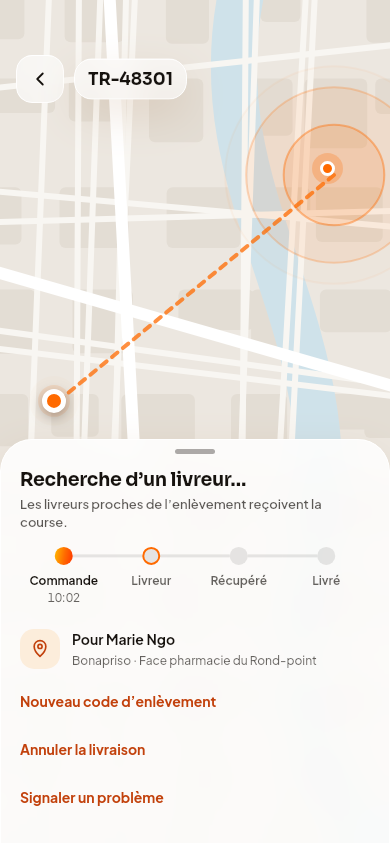 TR-48301
Recherche d’un livreur…
Les livreurs proches de l’enlèvement reçoivent la
course.
Commande
Livreur
Récupéré
Livré
10:02
Pour Marie Ngo
Bonapriso · Face pharmacie du Rond-point
Nouveau code d’enlèvement
Annuler la livraison
Signaler un problème